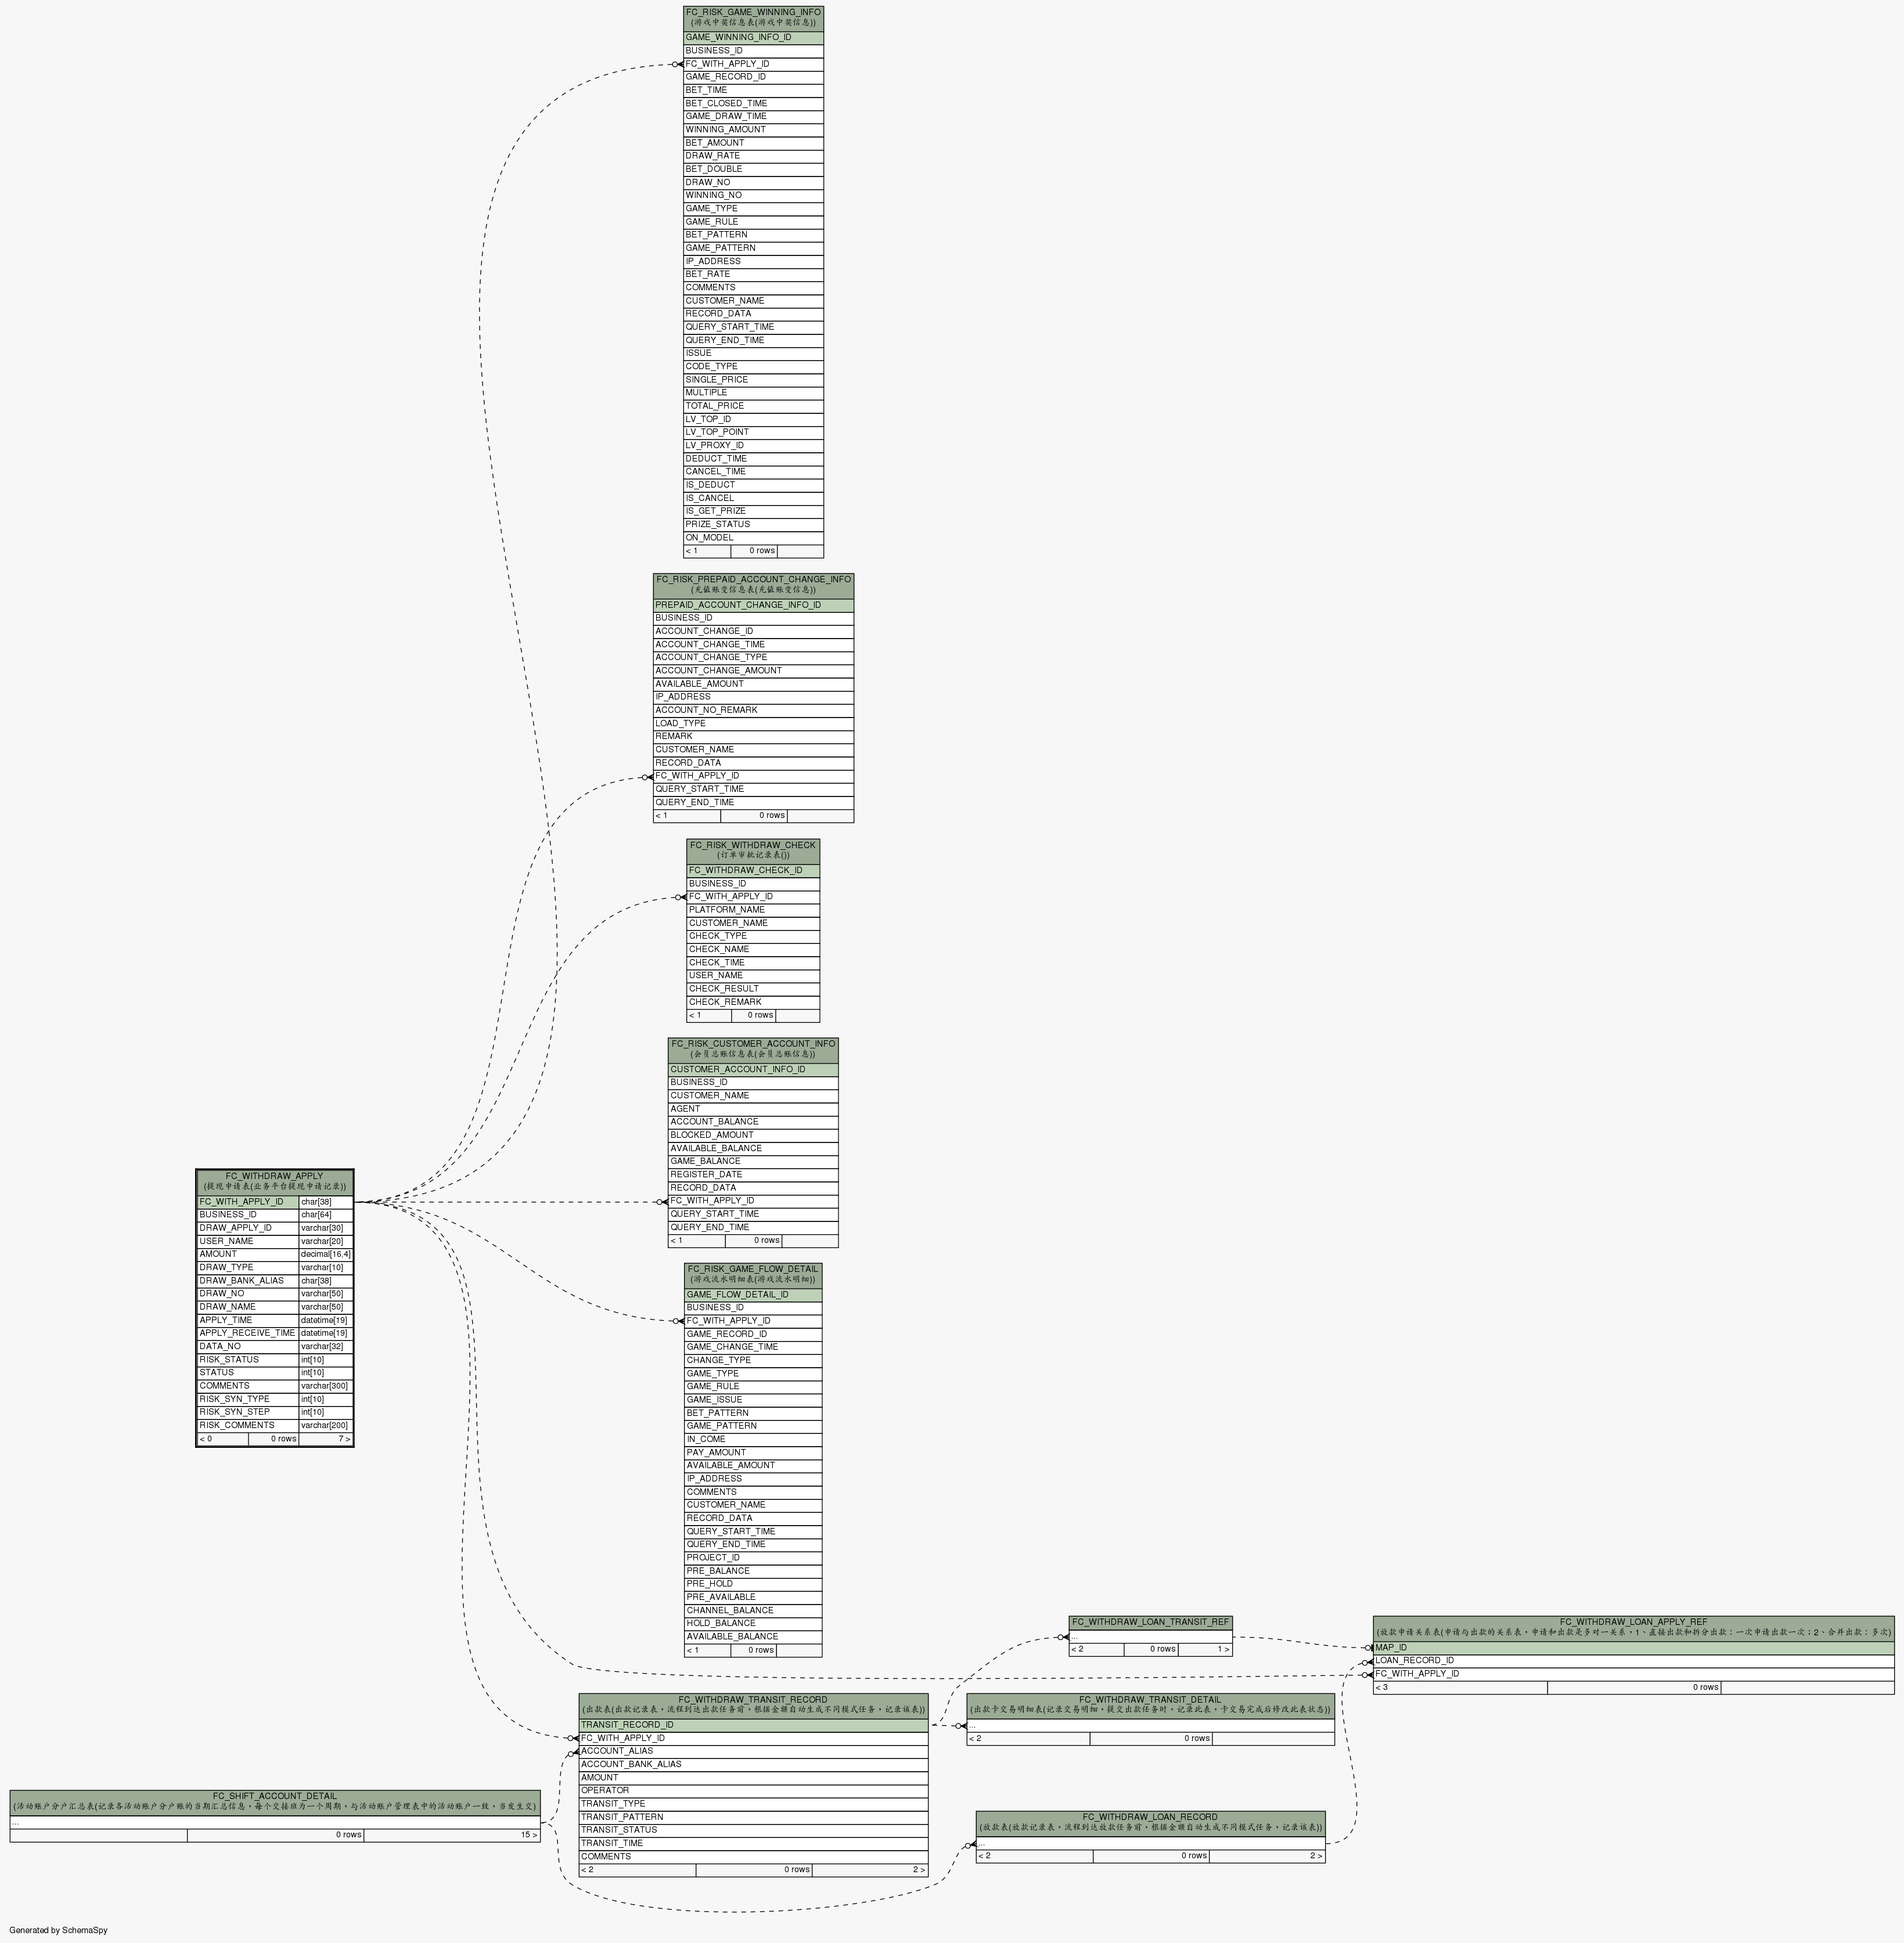 FC_RISK_GAME_WINNING_INFO
(游戏中奖信息表(游戏中奖信息))
GAME_WINNING_INFO_ID
BUSINESS_ID
FC_WITH_APPLY_ID
GAME_RECORD_ID
BET_TIME
BET_CLOSED_TIME
GAME_DRAW_TIME
WINNING_AMOUNT
BET_AMOUNT
DRAW_RATE
BET_DOUBLE
DRAW_NO
WINNING_NO
GAME_TYPE
GAME_RULE
BET_PATTERN
GAME_PATTERN
IP_ADDRESS
BET_RATE
COMMENTS
CUSTOMER_NAME
RECORD_DATA
QUERY_START_TIME
QUERY_END_TIME
ISSUE
CODE_TYPE
SINGLE_PRICE
MULTIPLE
TOTAL_PRICE
LV_TOP_ID
LV_TOP_POINT
LV_PROXY_ID
DEDUCT_TIME
CANCEL_TIME
IS_DEDUCT
IS_CANCEL
IS_GET_PRIZE
PRIZE_STATUS
ON_MODEL
< 1 0 rows
FC_RISK_PREPAID_ACCOUNT_CHANGE_INFO
(充值账变信息表(充值账变信息))
PREPAID_ACCOUNT_CHANGE_INFO_ID
BUSINESS_ID
ACCOUNT_CHANGE_ID
ACCOUNT_CHANGE_TIME
ACCOUNT_CHANGE_TYPE
ACCOUNT_CHANGE_AMOUNT
AVAILABLE_AMOUNT
IP_ADDRESS
ACCOUNT_NO_REMARK
LOAD_TYPE
REMARK
CUSTOMER_NAME
RECORD_DATA
FC_WITH_APPLY_ID
QUERY_START_TIME
QUERY_END_TIME
< 1 0 rows
FC_RISK_WITHDRAW_CHECK
(订单审批记录表())
FC_WITHDRAW_CHECK_ID
BUSINESS_ID
FC_WITH_APPLY_ID
PLATFORM_NAME
CUSTOMER_NAME
CHECK_TYPE
CHECK_NAME
CHECK_TIME
USER_NAME
CHECK_RESULT
CHECK_REMARK
< 1 0 rows
FC_RISK_CUSTOMER_ACCOUNT_INFO
(会员总账信息表(会员总账信息))
CUSTOMER_ACCOUNT_INFO_ID
BUSINESS_ID
CUSTOMER_NAME
AGENT
ACCOUNT_BALANCE
BLOCKED_AMOUNT
AVAILABLE_BALANCE
GAME_BALANCE
REGISTER_DATE
RECORD_DATA
FC_WITH_APPLY_ID
QUERY_START_TIME
QUERY_END_TIME
< 1 0 rows
FC_WITHDRAW_APPLY
(提现申请表(业务平台提现申请记录))
FC_WITH_APPLY_ID char[38]
BUSINESS_ID char[64]
DRAW_APPLY_ID varchar[30]
USER_NAME varchar[20]
AMOUNT decimal[16,4]
DRAW_TYPE varchar[10]
DRAW_BANK_ALIAS char[38]
DRAW_NO varchar[50]
DRAW_NAME varchar[50]
APPLY_TIME datetime[19]
APPLY_RECEIVE_TIME datetime[19]
DATA_NO varchar[32]
RISK_STATUS int[10]
STATUS int[10]
COMMENTS varchar[300]
RISK_SYN_TYPE int[10]
RISK_SYN_STEP int[10]
RISK_COMMENTS varchar[200]
< 0 0 rows 7 >
FC_RISK_GAME_FLOW_DETAIL
(游戏流水明细表(游戏流水明细))
GAME_FLOW_DETAIL_ID
BUSINESS_ID
FC_WITH_APPLY_ID
GAME_RECORD_ID
GAME_CHANGE_TIME
CHANGE_TYPE
GAME_TYPE
GAME_RULE
GAME_ISSUE
BET_PATTERN
GAME_PATTERN
IN_COME
PAY_AMOUNT
AVAILABLE_AMOUNT
IP_ADDRESS
COMMENTS
CUSTOMER_NAME
RECORD_DATA
QUERY_START_TIME
QUERY_END_TIME
PROJECT_ID
PRE_BALANCE
PRE_HOLD
PRE_AVAILABLE
CHANNEL_BALANCE
HOLD_BALANCE
AVAILABLE_BALANCE
< 1 0 rows
FC_WITHDRAW_LOAN_TRANSIT_REF
...
< 2 0 rows 1 >
FC_WITHDRAW_LOAN_APPLY_REF
(放款申请关系表(申请与出款的关系表，申请和出款是多对一关系，1、直接出款和拆分出款：一次申请出款一次；2、合并出款：多次)
MAP_ID
LOAN_RECORD_ID
FC_WITH_APPLY_ID
< 3 0 rows
FC_WITHDRAW_TRANSIT_RECORD
(出款表(出款记录表，流程到达出款任务前，根据金额自动生成不同模式任务，记录该表))
TRANSIT_RECORD_ID
FC_WITH_APPLY_ID
ACCOUNT_ALIAS
ACCOUNT_BANK_ALIAS
AMOUNT
OPERATOR
TRANSIT_TYPE
TRANSIT_PATTERN
TRANSIT_STATUS
TRANSIT_TIME
COMMENTS
< 2 0 rows 2 >
FC_WITHDRAW_TRANSIT_DETAIL
(出款卡交易明细表(记录交易明细，提交出款任务时，记录此表，卡交易完成后修改此表状态))
...
< 2 0 rows
FC_SHIFT_ACCOUNT_DETAIL
(活动账户分户汇总表(记录各活动账户分户账的当期汇总信息，每个交接班为一个周期，与活动账户管理表中的活动账户一致，当发生交)
...
0 rows 15 >
FC_WITHDRAW_LOAN_RECORD
(放款表(放款记录表，流程到达放款任务前，根据金额自动生成不同模式任务，记录该表))
...
< 2 0 rows 2 >
Generated by SchemaSpy